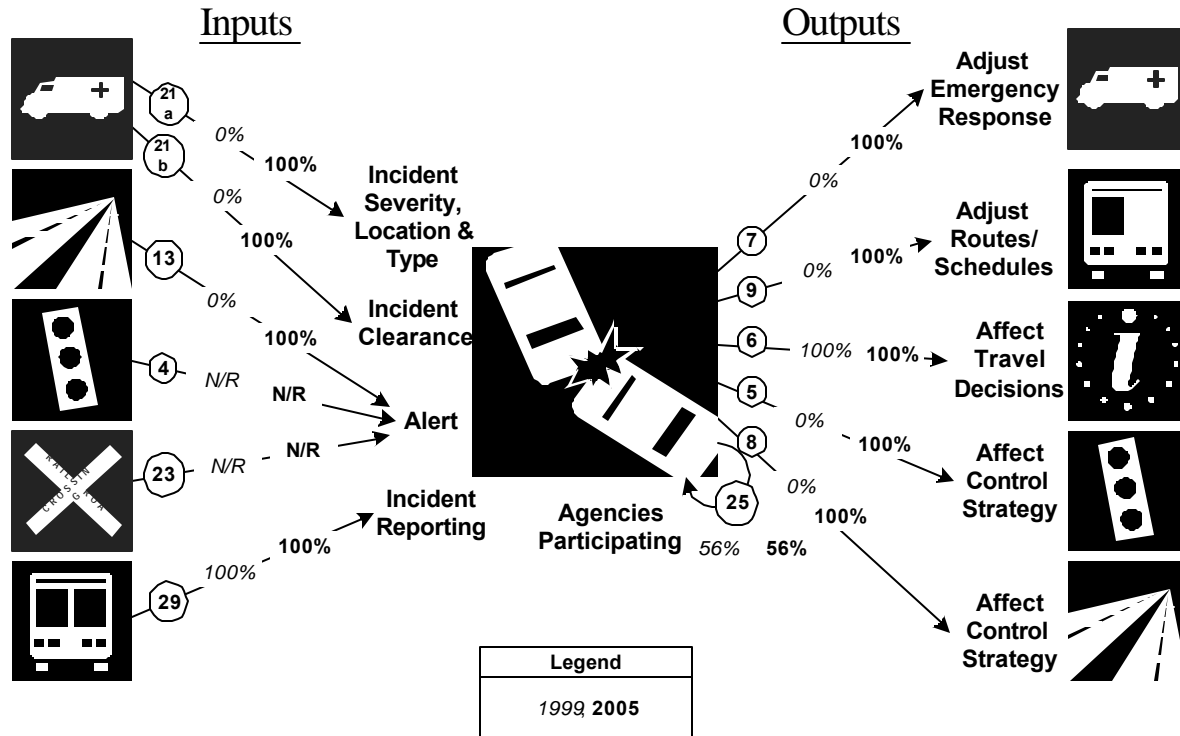 Inputs
Outputs
21
a
0%
100%
21
b
0%
100%
Incident
Severity,
Location &
Type
13
0%
100%
Incident
Clearance
4
N/R
N/R
Alert
23
N/R
N/R
RAILROA
CROSSIN
G
29
100%
100%
Incident
Reporting
Agencies
Participating
25
56%
56%
7
0%
100%
Adjust
Emergency
Response
9
0%
100%
Adjust
Routes/
Schedules
6
100%
100%
Affect
Travel
Decisions
i
5
0%
100%
Affect
Control
Strategy
8
0%
100%
Affect
Control
Strategy
Legend
1999, 2005